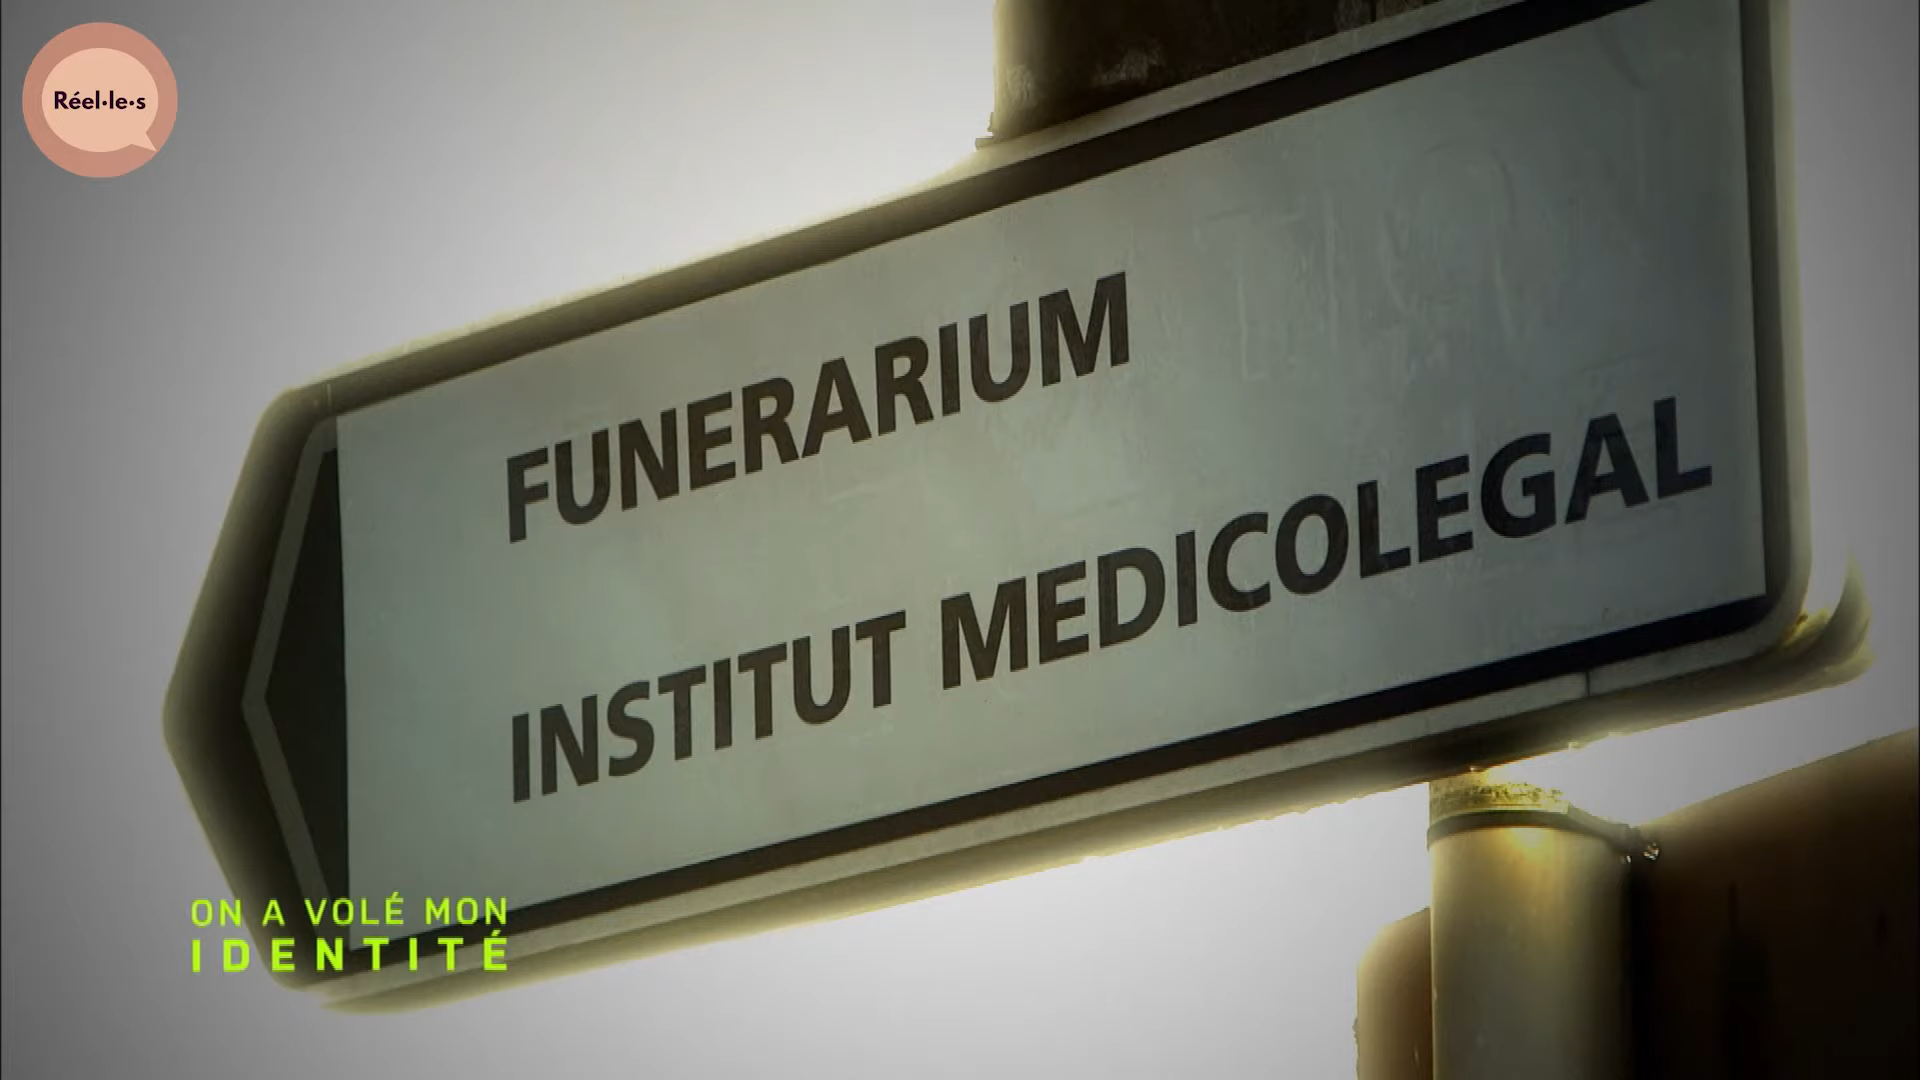 Réel·le·s
FUNERARIUM
INSTITUT MEDICOLEGAL
ON A VOLÉ MON
IDENTITÉ